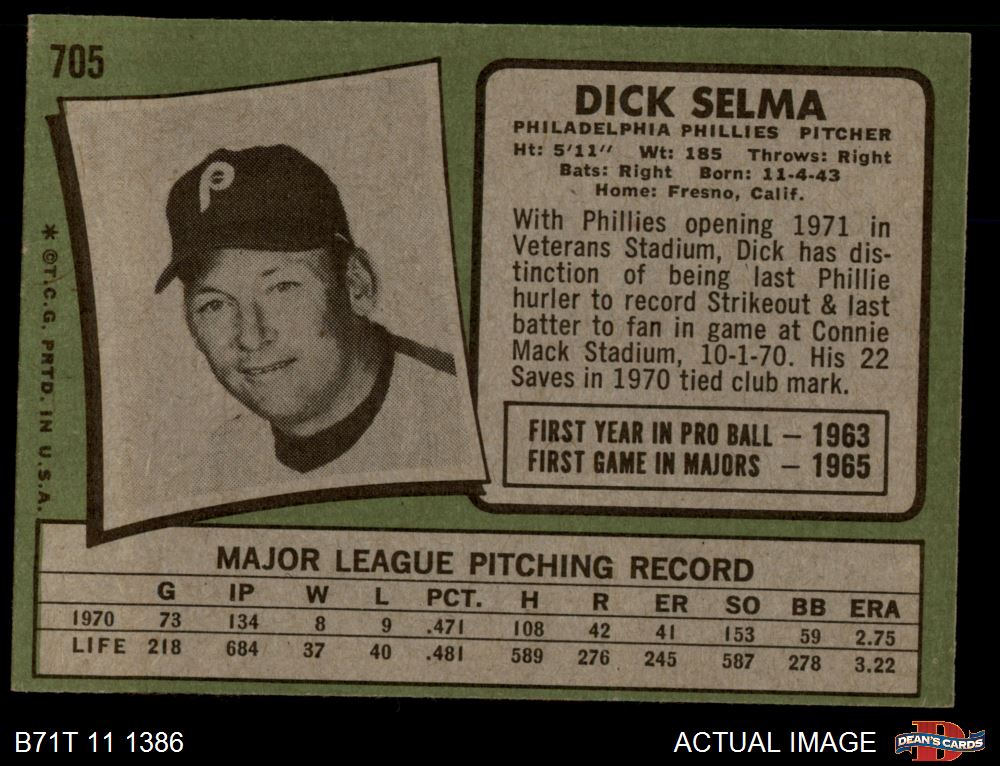 705
DICK SELMA
PHILADELPHIA PHILLIES PITCHER
Ht: 5'11" Wt: 185 Throws: Right
Bats: Right Born: 11-4-43
Home: Fresno, Calif.
With Phillies opening 1971 in
Veterans Stadium, Dick has dis-
tinction of being last Phillie
hurler to record Strikeout & last
batter to fan in game at Connie
Mack Stadium, 10-1-70. His 22
Saves in 1970 tied club mark.
FIRST YEAR IN PRO BALL — 1963
FIRST GAME IN MAJORS — 1965
P
* © T.C.G. PRTD. IN U.S.A.
MAJOR LEAGUE PITCHING RECORD
G IP W L PCT. H R ER SO BB ERA
1970 73 134 8 9 .471 108 42 41 153 59 2.75
LIFE 218 684 37 40 .481 589 276 245 587 278 3.22
B71T 11 1386
ACTUAL IMAGE
D
DEAN'S CARDS